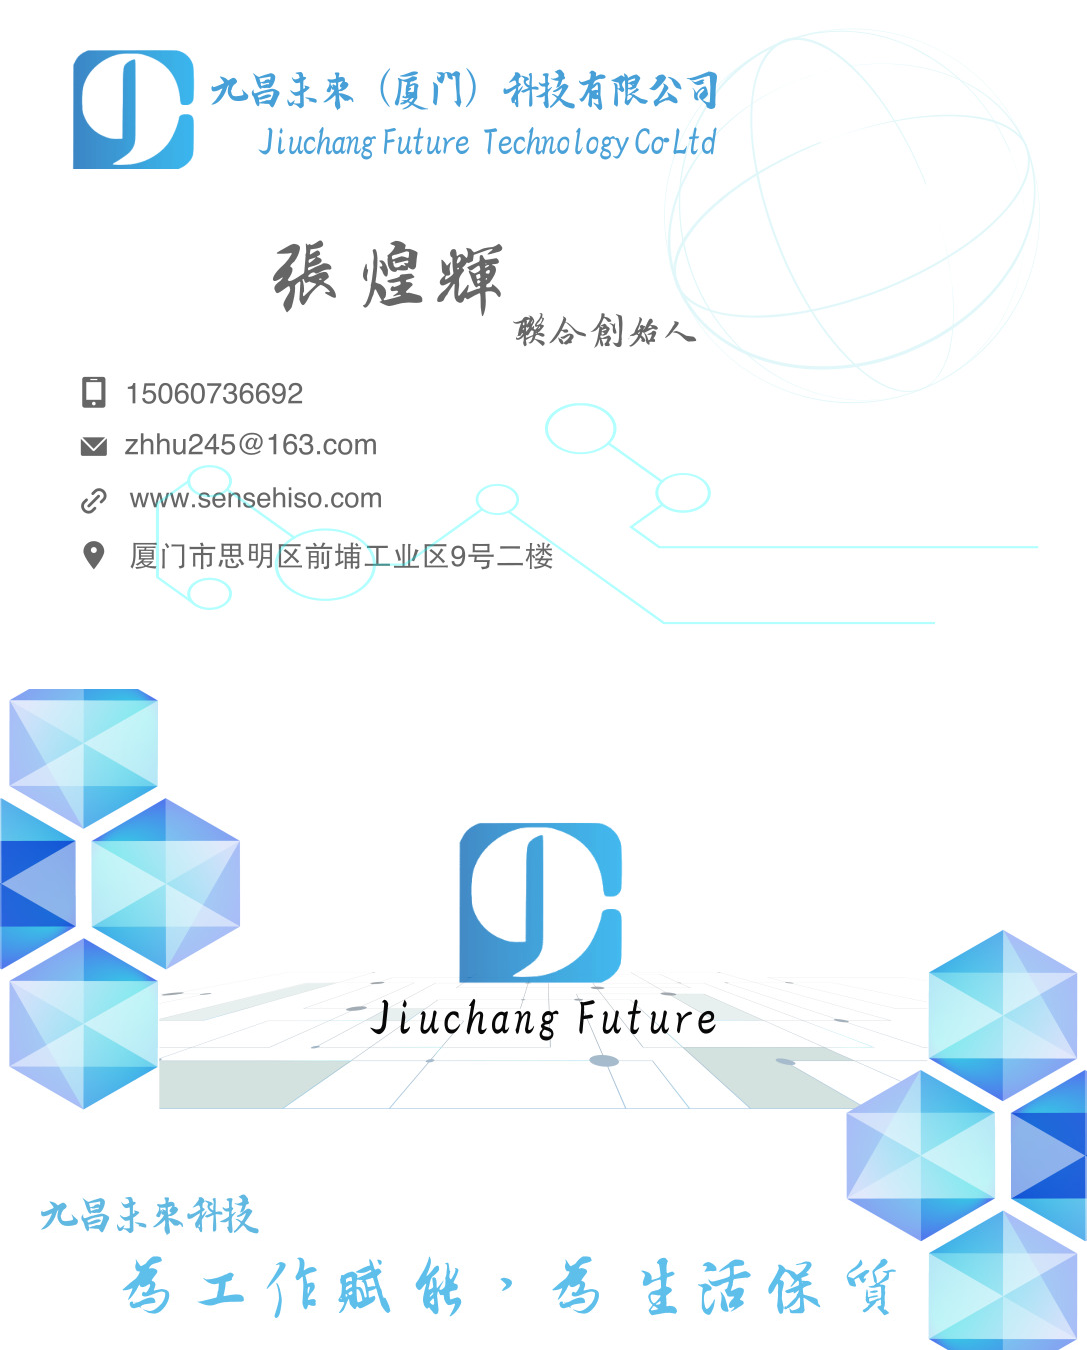 九昌未來（厦门）科技有限公司
Jiuchang Future Technology Co·Ltd
張煌輝
聯合創始人
15060736692
zhhu245@163.com
www.sensehiso.com
厦门市思明区前埔工业区9号二楼
Jiuchang Future
九昌未來科技
為工作賦能，為生活保質